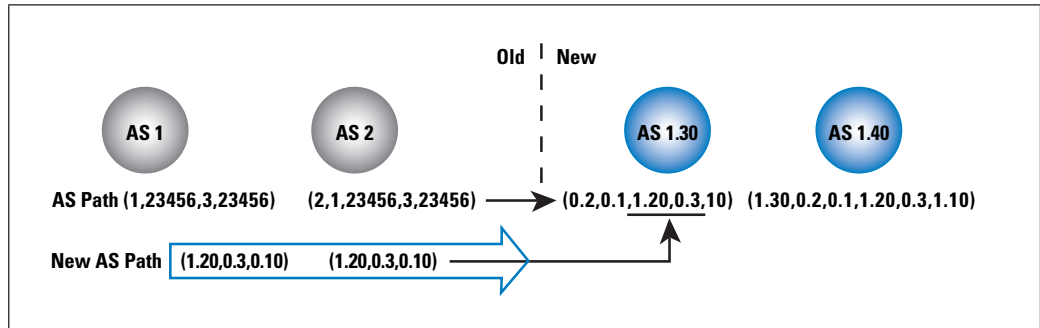 Old New
AS 1 AS 2 AS 1.30 AS 1.40
AS Path (1,23456,3,23456) (2,1,23456,3,23456) (0.2,0.1,1.20,0.3,10) (1.30,0.2,0.1,1.20,0.3,1.10)
New AS Path (1.20,0.3,0.10) (1.20,0.3,0.10)